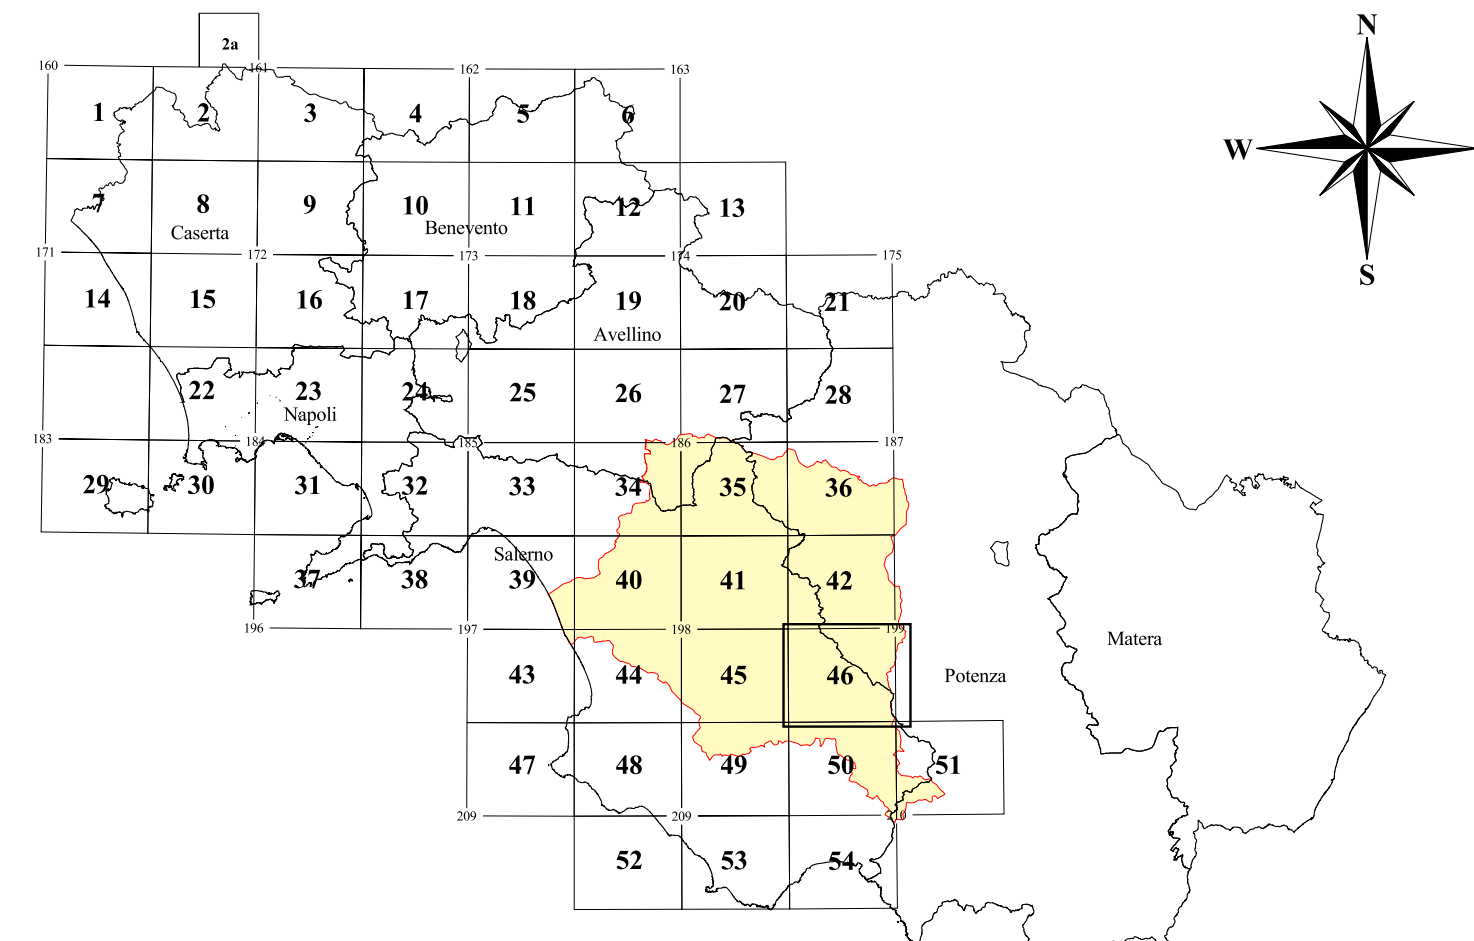 N
2a
160 161 162 163
1 2 3 4 5 6
W
7 8 9 10 11 12 13
Caserta Benevento
171 172 173 174 175
S
14 15 16 17 18 19 20 21
Avellino
22 23 24 25 26 27 28
Napoli
183 184 185 186 187
29 30 31 32 33 34 35 36
Salerno
37 38 39 40 41 42
196 197 198 199
Matera
43 44 45 46 Potenza
47 48 49 50 51
209 209 210
52 53 54